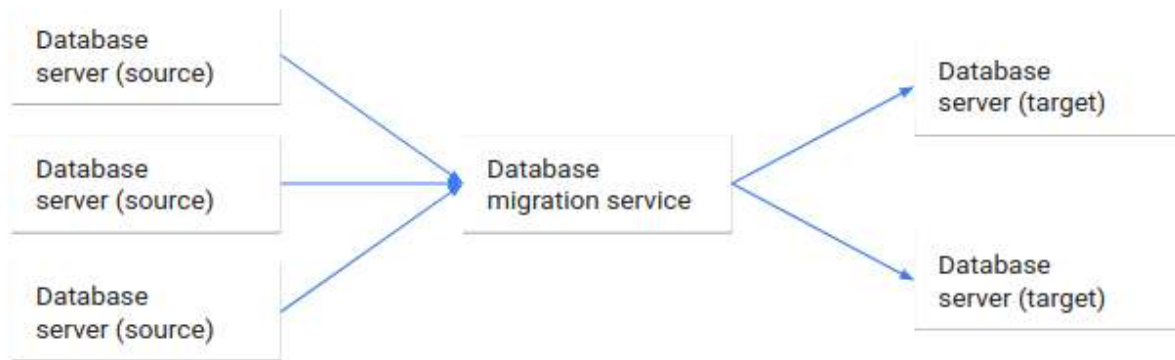 Database
server (source)
Database
server (source)
Database
server (source)
Database
migration service
Database
server (target)
Database
server (target)